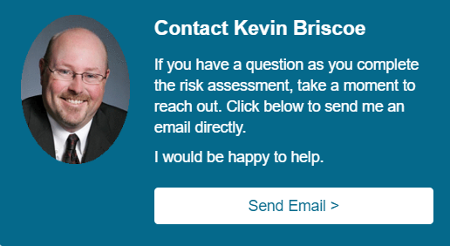 Contact Kevin Briscoe
If you have a question as you complete
the risk assessment, take a moment to
reach out. Click below to send me an
email directly.
I would be happy to help.
Send Email >